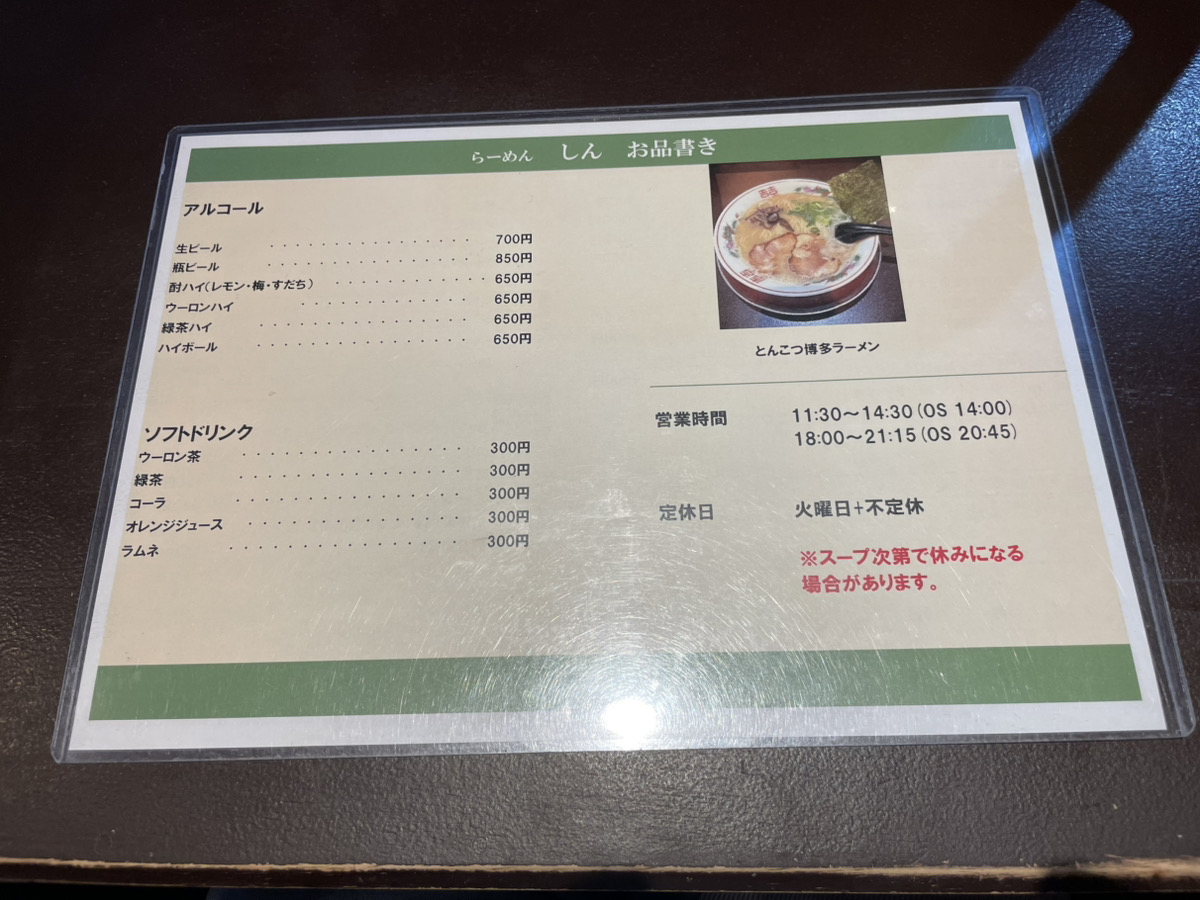 らーめん しん お品書き
アルコール
生ビール ・・・・・・・・・・・・・・・ 700円
瓶ビール ・・・・・・・・・・・・・・・ 850円
酎ハイ(レモン・梅・すだち) ・・・・・・・・・・・ 650円
ウーロンハイ ・・・・・・・・・・・・ 650円
緑茶ハイ ・・・・・・・・・・・・・・・ 650円
ハイボール ・・・・・・・・・・・・・・・ 650円
ソフトドリンク
ウーロン茶 ・・・・・・・・・・・・・・・ 300円
緑茶 ・・・・・・・・・・・・・・・ 300円
コーラ ・・・・・・・・・・・・・・・ 300円
オレンジジュース ・・・・・・・・・・・・・・ 300円
ラムネ ・・・・・・・・・・・・・・・ 300円
とんこつ博多ラーメン
営業時間 11:30～14:30(OS 14:00)
18:00～21:15(OS 20:45)
定休日 火曜日+不定休
※スープ次第で休みになる
場合があります。